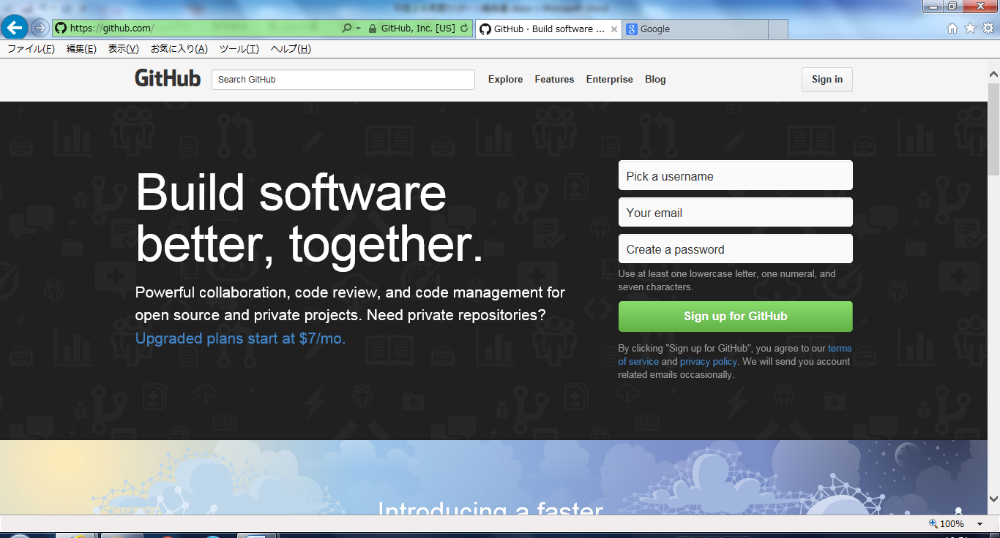 https://github.com/
GitHub, Inc. [US]
GitHub · Build software ...
Google
ファイル(F) 編集(E) 表示(V) お気に入り(A) ツール(T) ヘルプ(H)
GitHub
Search GitHub
Explore Features Enterprise Blog
Sign in
Build software
better, together.
Powerful collaboration, code review, and code management for
open source and private projects. Need private repositories?
Upgraded plans start at $7/mo.
Pick a username
Your email
Create a password
Use at least one lowercase letter, one numeral, and
seven characters.
Sign up for GitHub
By clicking "Sign up for GitHub", you agree to our terms
of service and privacy policy. We will send you account
related emails occasionally.
Introducing a faster
100%